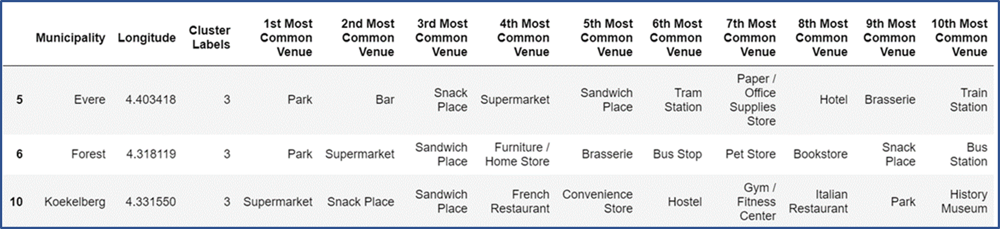 Municipality Longitude Cluster Labels 1st Most Common Venue 2nd Most Common Venue 3rd Most Common Venue 4th Most Common Venue 5th Most Common Venue 6th Most Common Venue 7th Most Common Venue 8th Most Common Venue 9th Most Common Venue 10th Most Common Venue
5 Evere 4.403418 3 Park Bar Snack Place Supermarket Sandwich Place Tram Station Paper / Office Supplies Store Hotel Brasserie Train Station
6 Forest 4.318119 3 Park Supermarket Sandwich Place Furniture / Home Store Brasserie Bus Stop Pet Store Bookstore Snack Place Bus Station
10 Koekelberg 4.331550 3 Supermarket Snack Place Sandwich Place French Restaurant Convenience Store Hostel Gym / Fitness Center Italian Restaurant Park History Museum